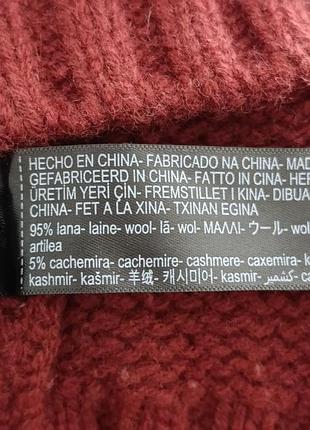 HECHO EN CHINA- FABRICADO NA CHINA- MAD
GEFABRICEERD IN CHINA- FATTO IN CINA- HER
ÜRETİM YERİ ÇİN- FREMSTILLET I KINA- DIBUA
CHINA- FET A LA XINA- TXINAN EGINA
95% lana- laine- wool- lã- wol- ΜΑΛΛΙ- ウール- wol
artilea
5% cachemira- cachemire- cashmere- caxemira- k
kashmir- kašmir- 羊绒- 캐시미어- kasmir- كشمير- ka